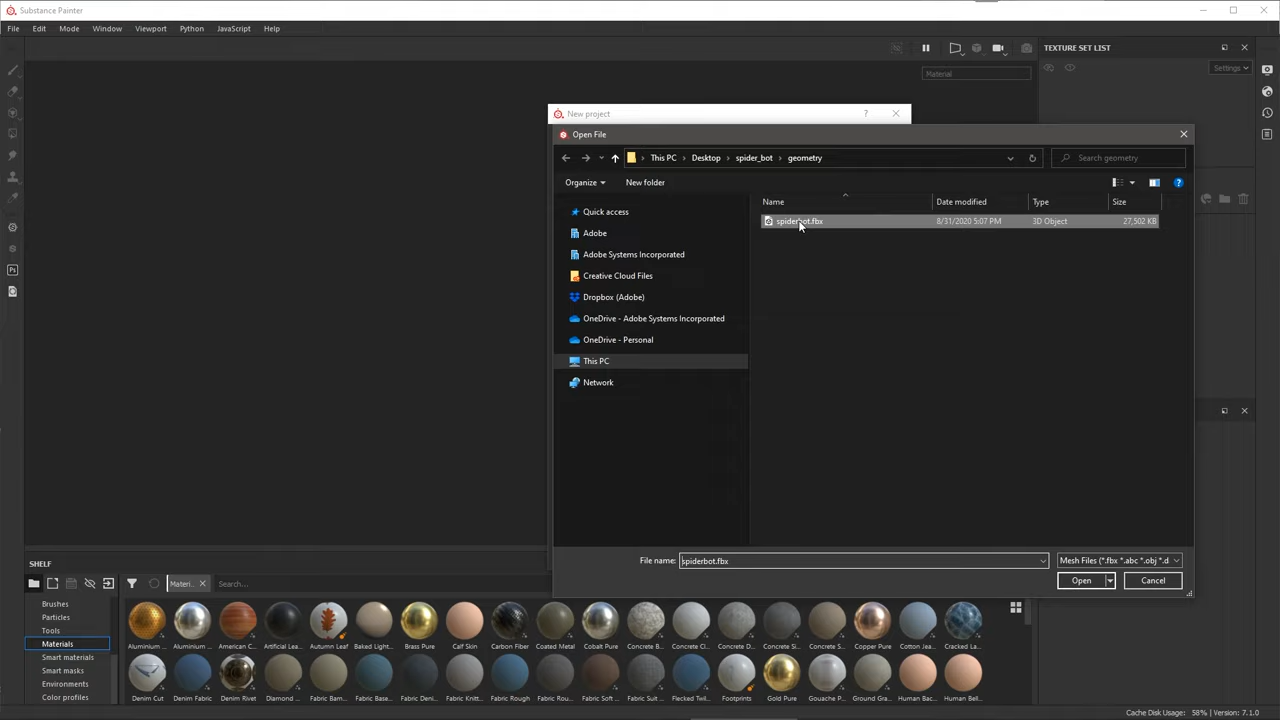 Substance Painter
File Edit Mode Window Viewport Python JavaScript Help
TEXTURE SET LIST
Material
Settings
New project
?
Open File
This PC > Desktop > spider_bot > geometry
Search geometry
Organize
New folder
Name Date modified Type Size
spiderbot.fbx 8/31/2020 5:07 PM 3D Object 27,502 KB
Quick access
Adobe
Adobe Systems Incorporated
Creative Cloud Files
Dropbox (Adobe)
OneDrive - Adobe Systems Incorporated
OneDrive - Personal
This PC
Network
Ps
File name: spiderbot.fbx
Mesh Files (*.fbx *.abc *.obj *.d
Open
Cancel
SHELF
Materi...
Search...
Brushes
Particles
Tools
Materials
Smart materials
Smart masks
Environments
Color profiles
Aluminium ... Aluminium ... American C... Artificial Lea... Autumn Leaf Baked Light... Brass Pure Calf Skin Carbon Fiber Coated Metal Cobalt Pure Concrete B... Concrete Cl... Concrete D... Concrete Si... Concrete S... Copper Pure Cotton Jea... Cracked La...
Denim Cut Denim Fabric Denim Rivet Diamond ... Fabric Bam... Fabric Base... Fabric Deni... Fabric Knit... Fabric Rough Fabric Rou... Fabric Soft ... Fabric Suit ... Flecked Twil... Footprints Gold Pure Gouache P... Ground Gra... Human Bac... Human Bel...
Cache Disk Usage: 58% | Version: 7.1.0